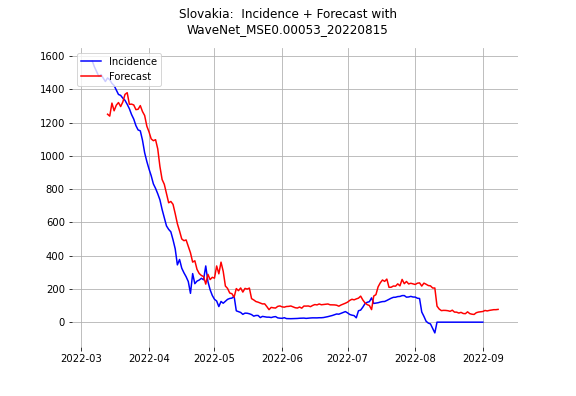 Slovakia:  Incidence + Forecast with
WaveNet_MSE0.00053_20220815
Incidence
Forecast
1600
1400
1200
1000
800
600
400
200
0
2022-03 2022-04 2022-05 2022-06 2022-07 2022-08 2022-09